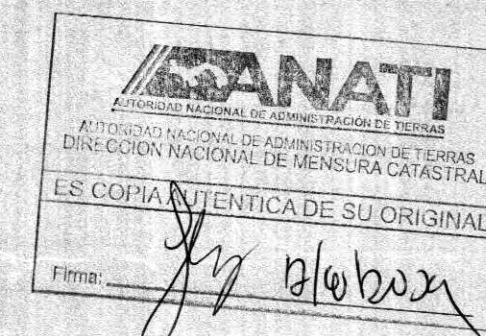 ANATI
AUTORIDAD NACIONAL DE ADMINISTRACIÓN DE TIERRAS
AUTORIDAD NACIONAL DE ADMINISTRACION DE TIERRAS
DIRECCION NACIONAL DE MENSURA CATASTRAL
ES COPIA AUTENTICA DE SU ORIGINAL
Firma: